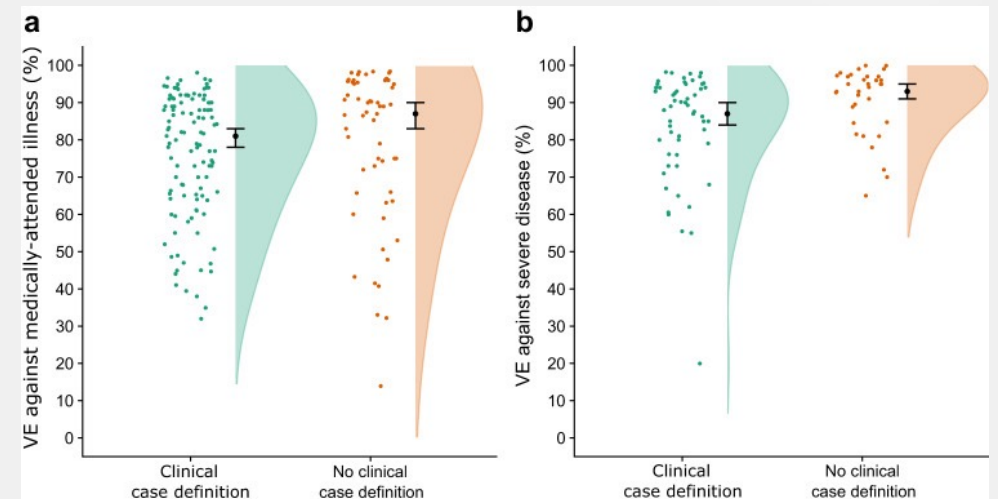 a
VE against medically-attended illness (%)
100
90
80
70
60
50
40
30
20
10
0
Clinical
case definition
No clinical
case definition
b
VE against severe disease (%)
100
90
80
70
60
50
40
30
20
10
0
Clinical
case definition
No clinical
case definition